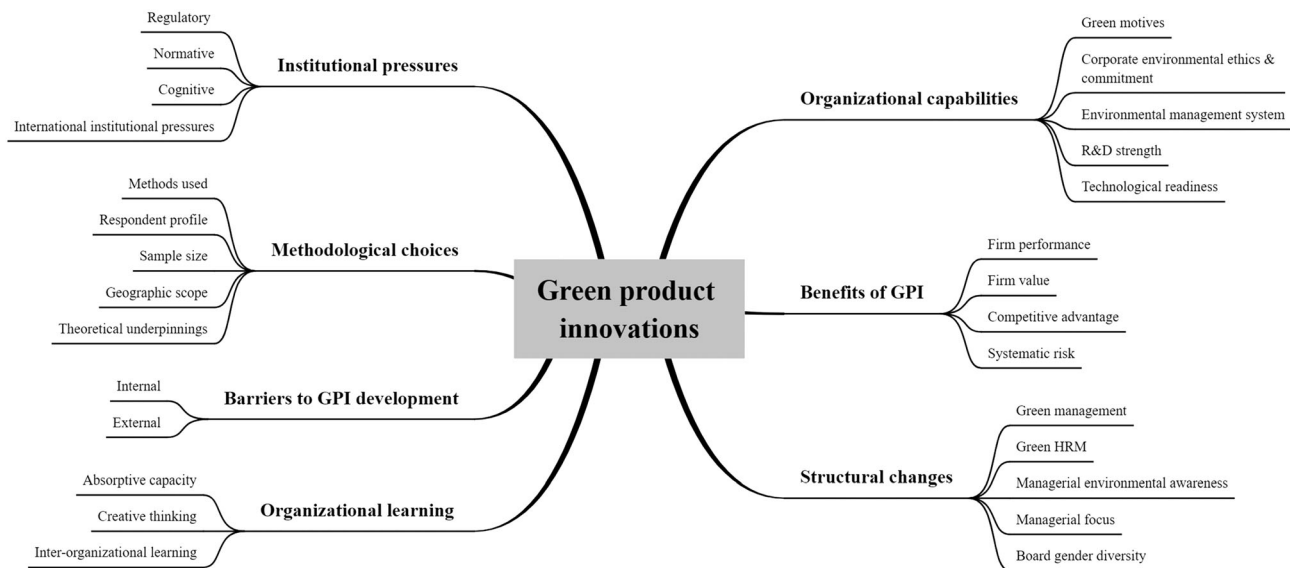 Regulatory
Normative
Cognitive
International institutional pressures
Institutional pressures
Methods used
Respondent profile
Sample size
Geographic scope
Theoretical underpinnings
Methodological choices
Internal
External
Barriers to GPI development
Absorptive capacity
Creative thinking
Inter-organizational learning
Organizational learning
Green product
innovations
Organizational capabilities
Green motives
Corporate environmental ethics &
commitment
Environmental management system
R&D strength
Technological readiness
Benefits of GPI
Firm performance
Firm value
Competitive advantage
Systematic risk
Structural changes
Green management
Green HRM
Managerial environmental awareness
Managerial focus
Board gender diversity